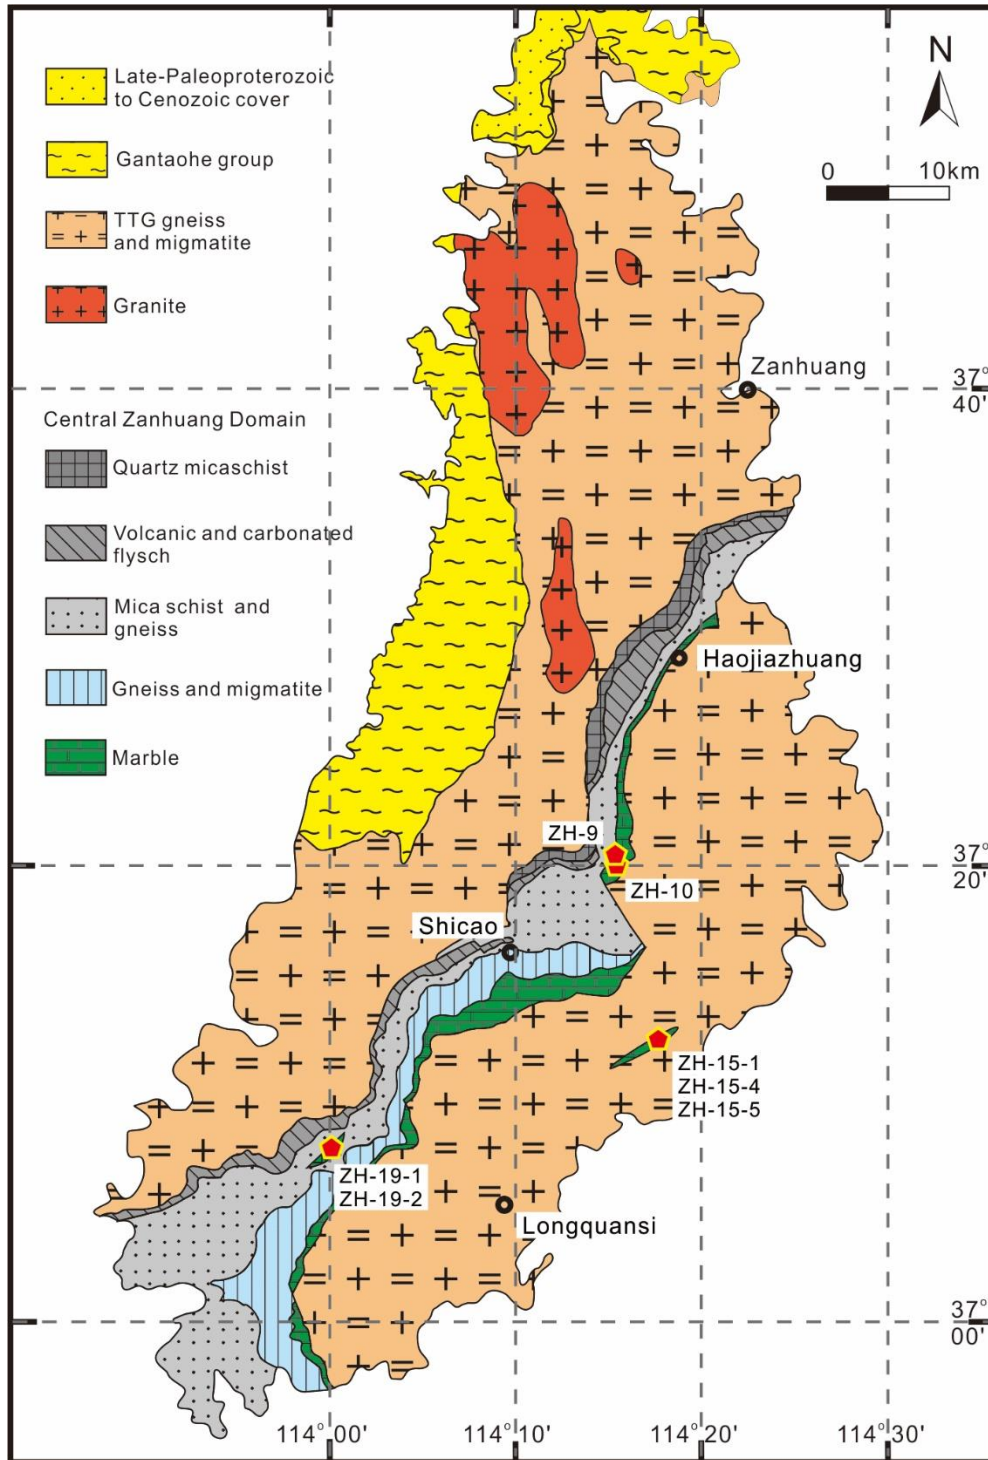 Late-Paleoproterozoic
to Cenozoic cover
Gantaohe group
TTG gneiss
and migmatite
Granite
N
0 10km
Zanhuang
37°
40'
Central Zanhuang Domain
Quartz micaschist
Volcanic and carbonated
flysch
Mica schist and
gneiss
Gneiss and migmatite
Marble
Haojiazhuang
ZH-9
37°
20'
ZH-10
Shicao
ZH-15-1
ZH-15-4
ZH-15-5
ZH-19-1
ZH-19-2
Longquansi
37°
00'
114°00' 114°10' 114°20' 114°30'